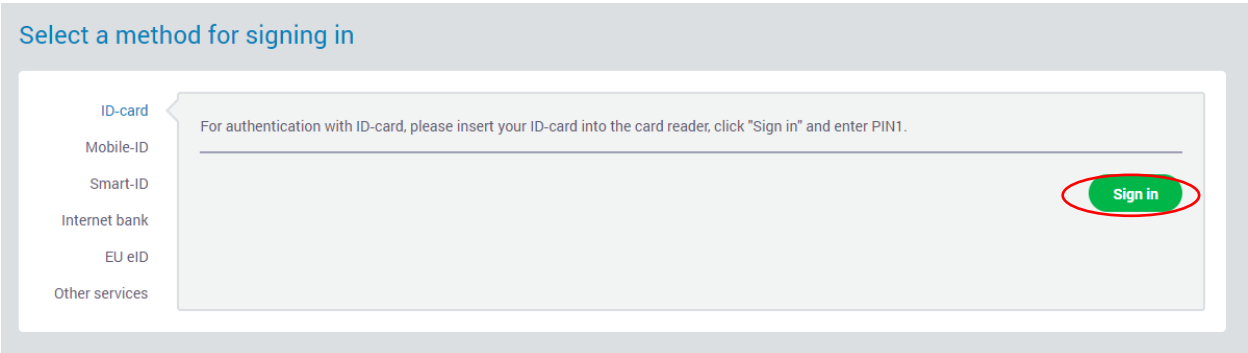 Select a method for signing in
ID-card
Mobile-ID
Smart-ID
Internet bank
EU eID
Other services
For authentication with ID-card, please insert your ID-card into the card reader, click "Sign in" and enter PIN1.
Sign in